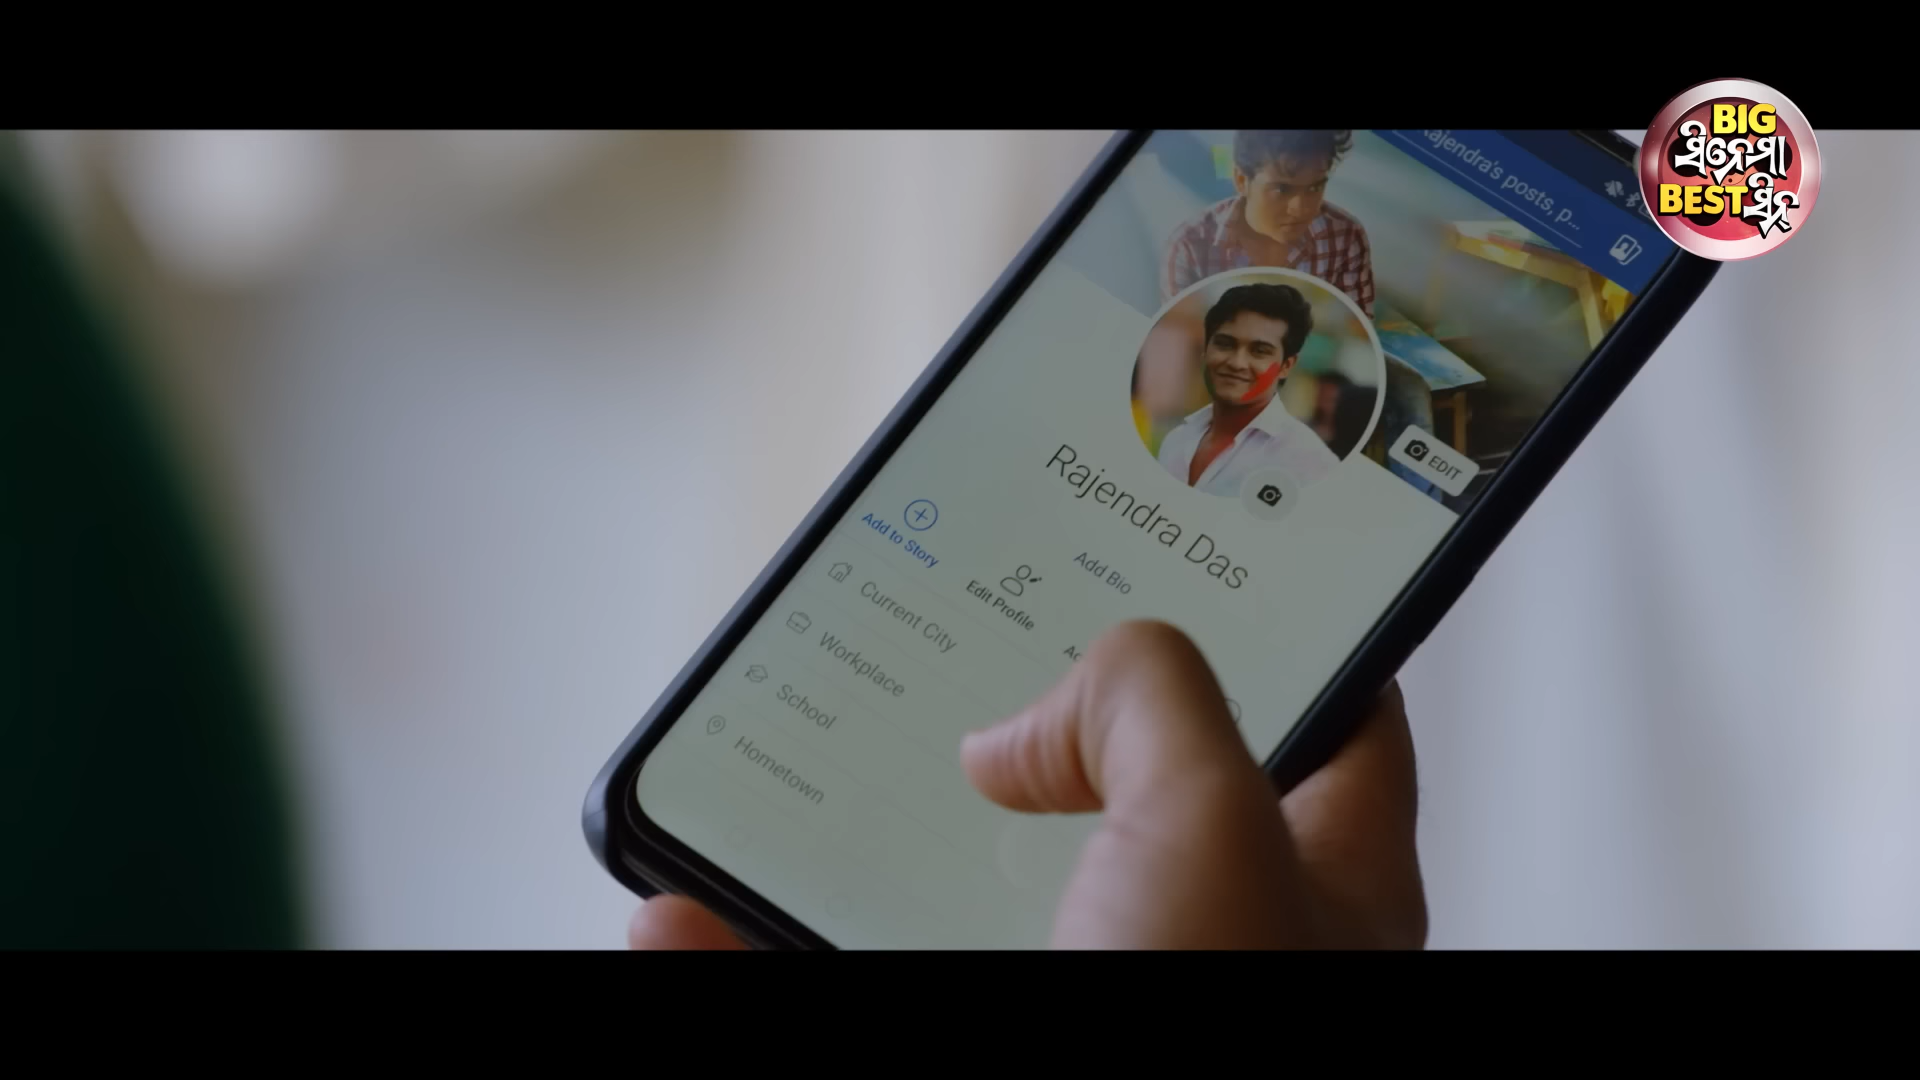 BIG
ସିନେମା
BEST ସିନ୍
Rajendra's posts, p...
EDIT
Rajendra Das
Add Bio
Add to Story
Edit Profile
Current City
Workplace
School
Hometown